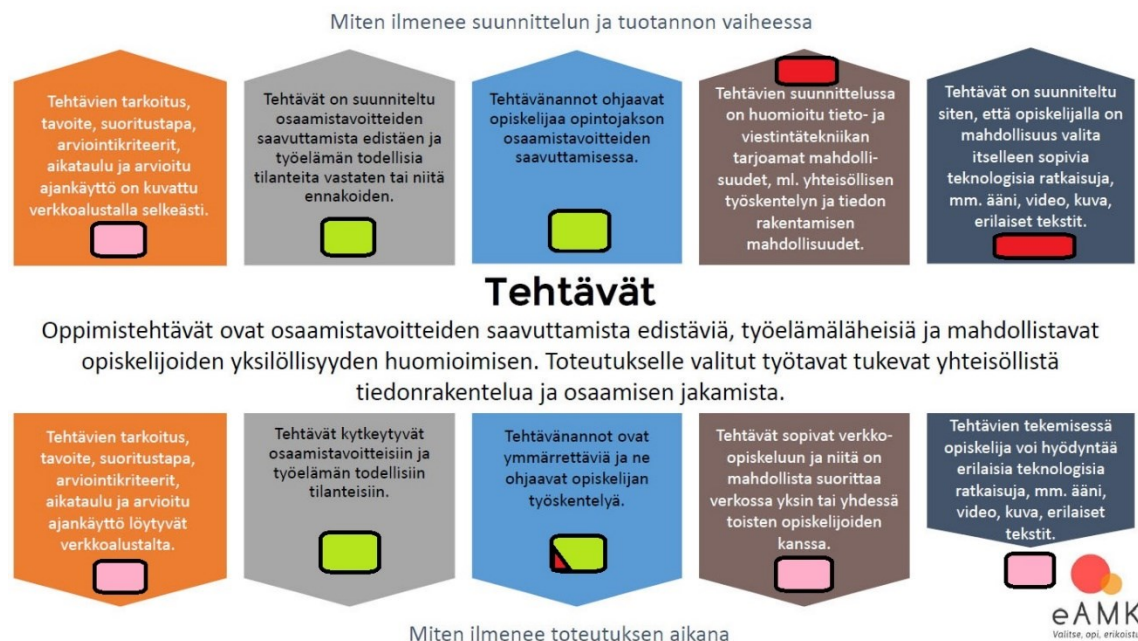 Miten ilmenee suunnittelun ja tuotannon vaiheessa
Tehtävien tarkoitus,
tavoite, suoritustapa,
arviointikriteerit,
aikataulu ja arvioitu
ajankäyttö on kuvattu
verkkoalustalla selkeästi.
Tehtävät on suunniteltu
osaamistavoitteiden
saavuttamista edistäen ja
työelämän todellisia
tilanteita vastaten tai niitä
ennakoiden.
Tehtävänannot ohjaavat
opiskelijaa opintojakson
osaamistavoitteiden
saavuttamisessa.
Tehtävien suunnittelussa
on huomioitu tieto- ja
viestintätekniikan
tarjoamat mahdolli-
suudet, ml. yhteisöllisen
työskentelyn ja tiedon
rakentamisen
mahdollisuudet.
Tehtävät on suunniteltu
siten, että opiskelijalla on
mahdollisuus valita
itselleen sopivia
teknologisia ratkaisuja,
mm. ääni, video, kuva,
erilaiset tekstit.
Tehtävät
Oppimistehtävät ovat osaamistavoitteiden saavuttamista edistäviä, työelämäläheisiä ja mahdollistavat
opiskelijoiden yksilöllisyyden huomioimisen. Toteutukselle valitut työtavat tukevat yhteisöllistä
tiedonrakentelua ja osaamisen jakamista.
Tehtävien tarkoitus,
tavoite, suoritustapa,
arviointikriteerit,
aikataulu ja arvioitu
ajankäyttö löytyvät
verkkoalustalta.
Tehtävät kytkeytyvät
osaamistavoitteisiin ja
työelämän todellisiin
tilanteisiin.
Tehtävänannot ovat
ymmärrettäviä ja ne
ohjaavat opiskelijan
työskentelyä.
Tehtävät sopivat verkko-
opiskeluun ja niitä on
mahdollista suorittaa
verkossa yksin tai yhdessä
toisten opiskelijoiden
kanssa.
Tehtävien tekemisessä
opiskelija voi hyödyntää
erilaisia teknologisia
ratkaisuja, mm. ääni,
video, kuva, erilaiset
tekstit.
eAMK
Valitse, opi, erikoistu
Miten ilmenee toteutuksen aikana